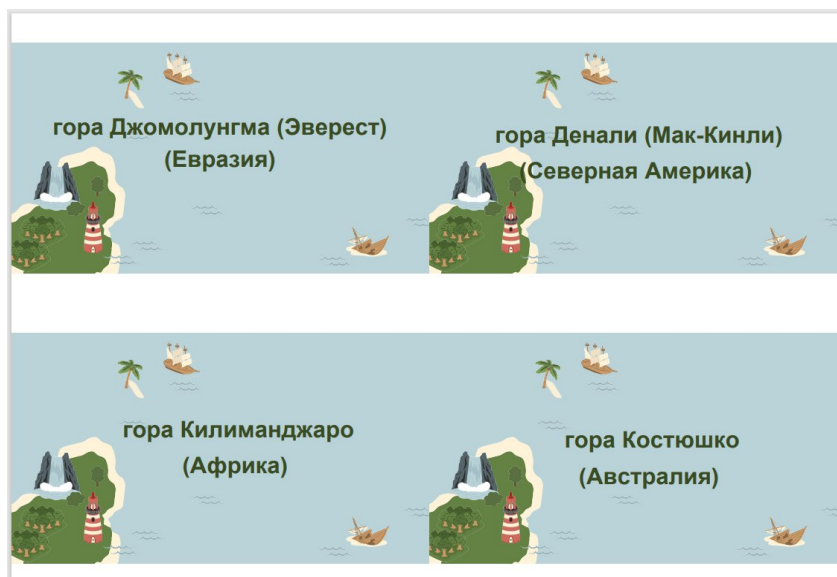 гора Джомолунгма (Эверест)
(Евразия)
гора Денали (Мак-Кинли)
(Северная Америка)
гора Килиманджаро
(Африка)
гора Костюшко
(Австралия)